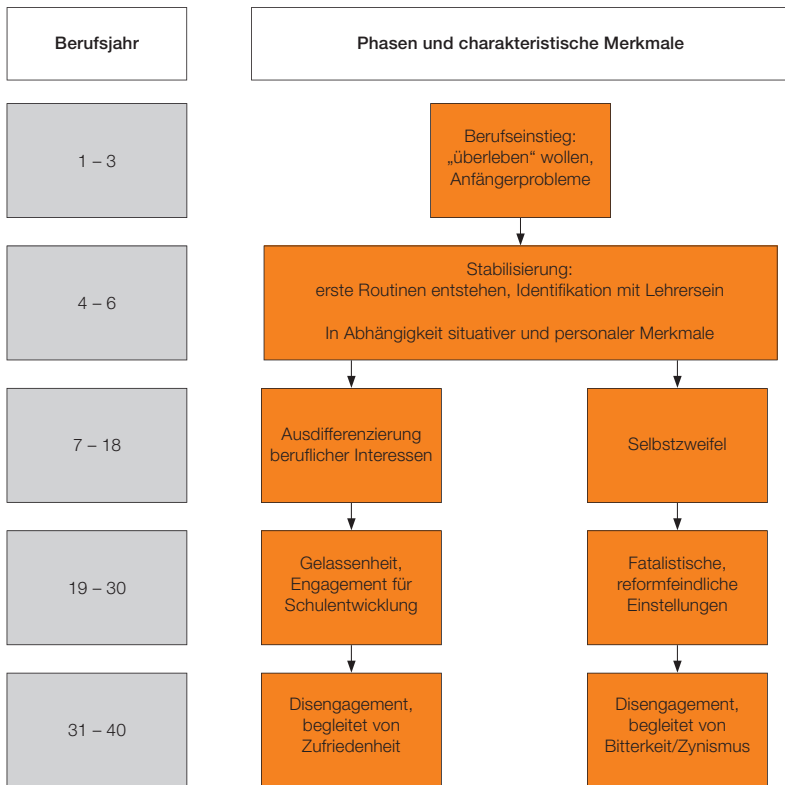 Berufsjahr
Phasen und charakteristische Merkmale
1 – 3
Berufseinstieg:
„überleben“ wollen,
Anfängerprobleme
4 – 6
Stabilisierung:
erste Routinen entstehen, Identifikation mit Lehrersein
In Abhängigkeit situativer und personaler Merkmale
7 – 18
Ausdifferenzierung
beruflicher Interessen
Selbstzweifel
19 – 30
Gelassenheit,
Engagement für
Schulentwicklung
Fatalistische,
reformfeindliche
Einstellungen
31 – 40
Disengagement,
begleitet von
Zufriedenheit
Disengagement,
begleitet von
Bitterkeit/Zynismus